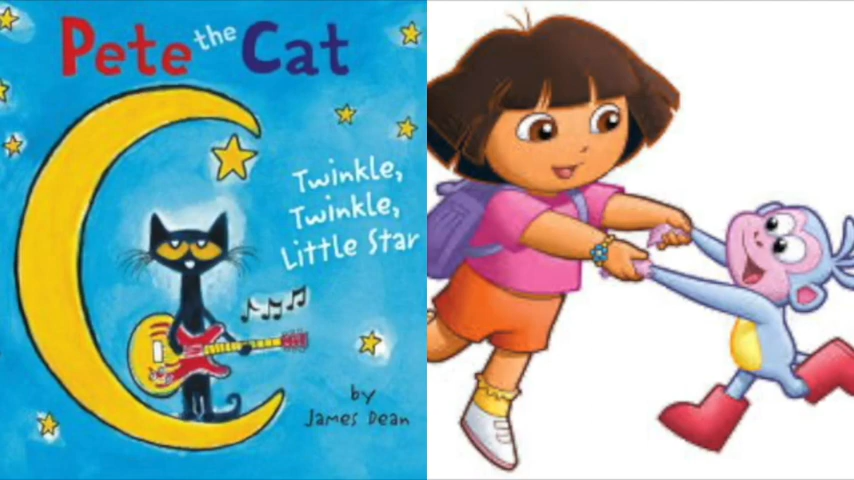 Pete the Cat
Twinkle,
Twinkle,
Little Star
by
James Dean